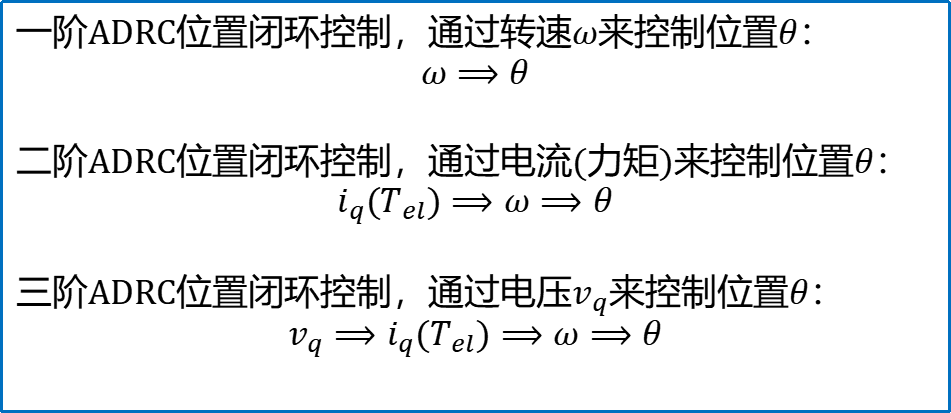 一阶ADRC位置闭环控制，通过转速ω来控制位置θ：
ω ⟹ θ
二阶ADRC位置闭环控制，通过电流(力矩)来控制位置θ：
i_q(T_el) ⟹ ω ⟹ θ
三阶ADRC位置闭环控制，通过电压v_q来控制位置θ：
v_q ⟹ i_q(T_el) ⟹ ω ⟹ θ